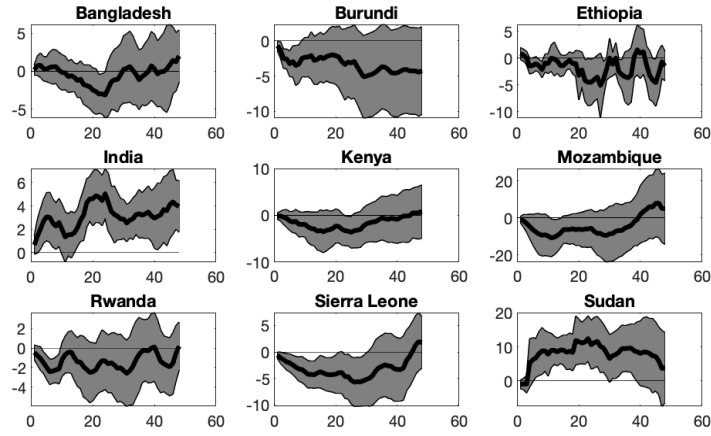 Bangladesh Burundi Ethiopia
5 0 -5
0 20 40 60
0 -5 -10
0 20 40 60
5 0 -5 -10
0 20 40 60
India Kenya Mozambique
6 4 2 0
0 20 40 60
10 0 -10
0 20 40 60
20 0 -20
0 20 40 60
Rwanda Sierra Leone Sudan
2 0 -2 -4
0 20 40 60
5 0 -5 -10
0 20 40 60
20 10 0
0 20 40 60